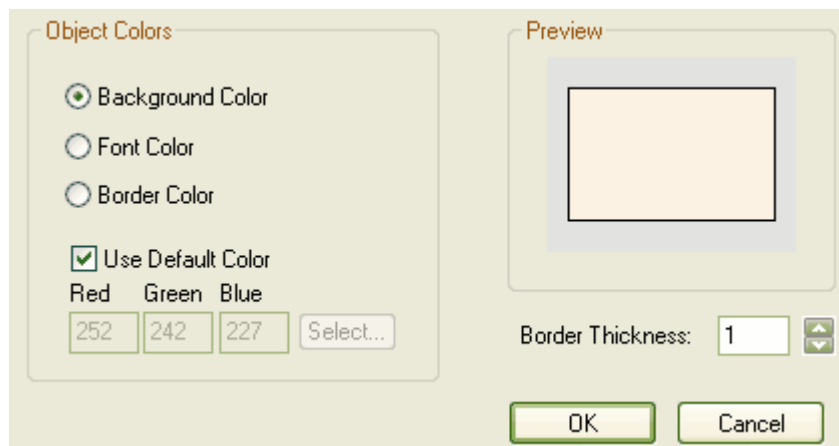 Object Colors
Background Color
Font Color
Border Color
Use Default Color
Red Green Blue
252 242 227 Select...
Preview
Border Thickness: 1
OK Cancel